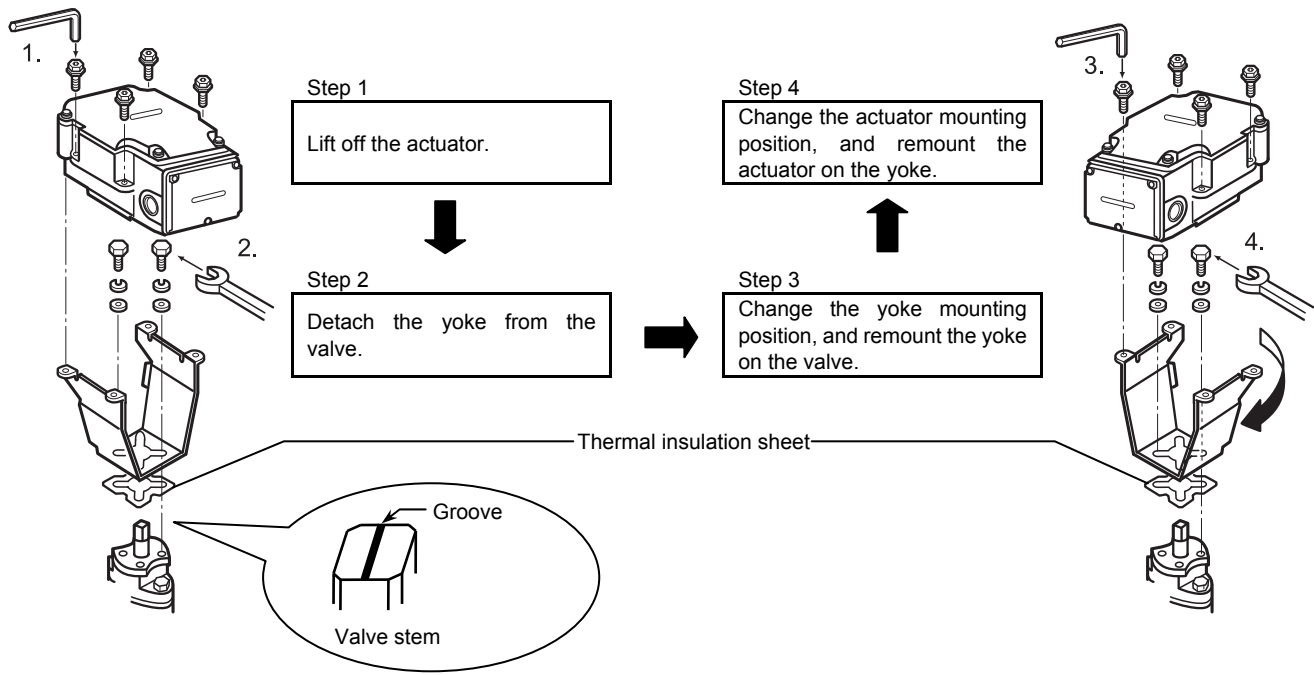 1.
2.
Step 1
Lift off the actuator.
Step 2
Detach the yoke from the
valve.
Step 3
Change the yoke mounting
position, and remount the yoke
on the valve.
Step 4
Change the actuator mounting
position, and remount the
actuator on the yoke.
3.
4.
Thermal insulation sheet
Groove
Valve stem